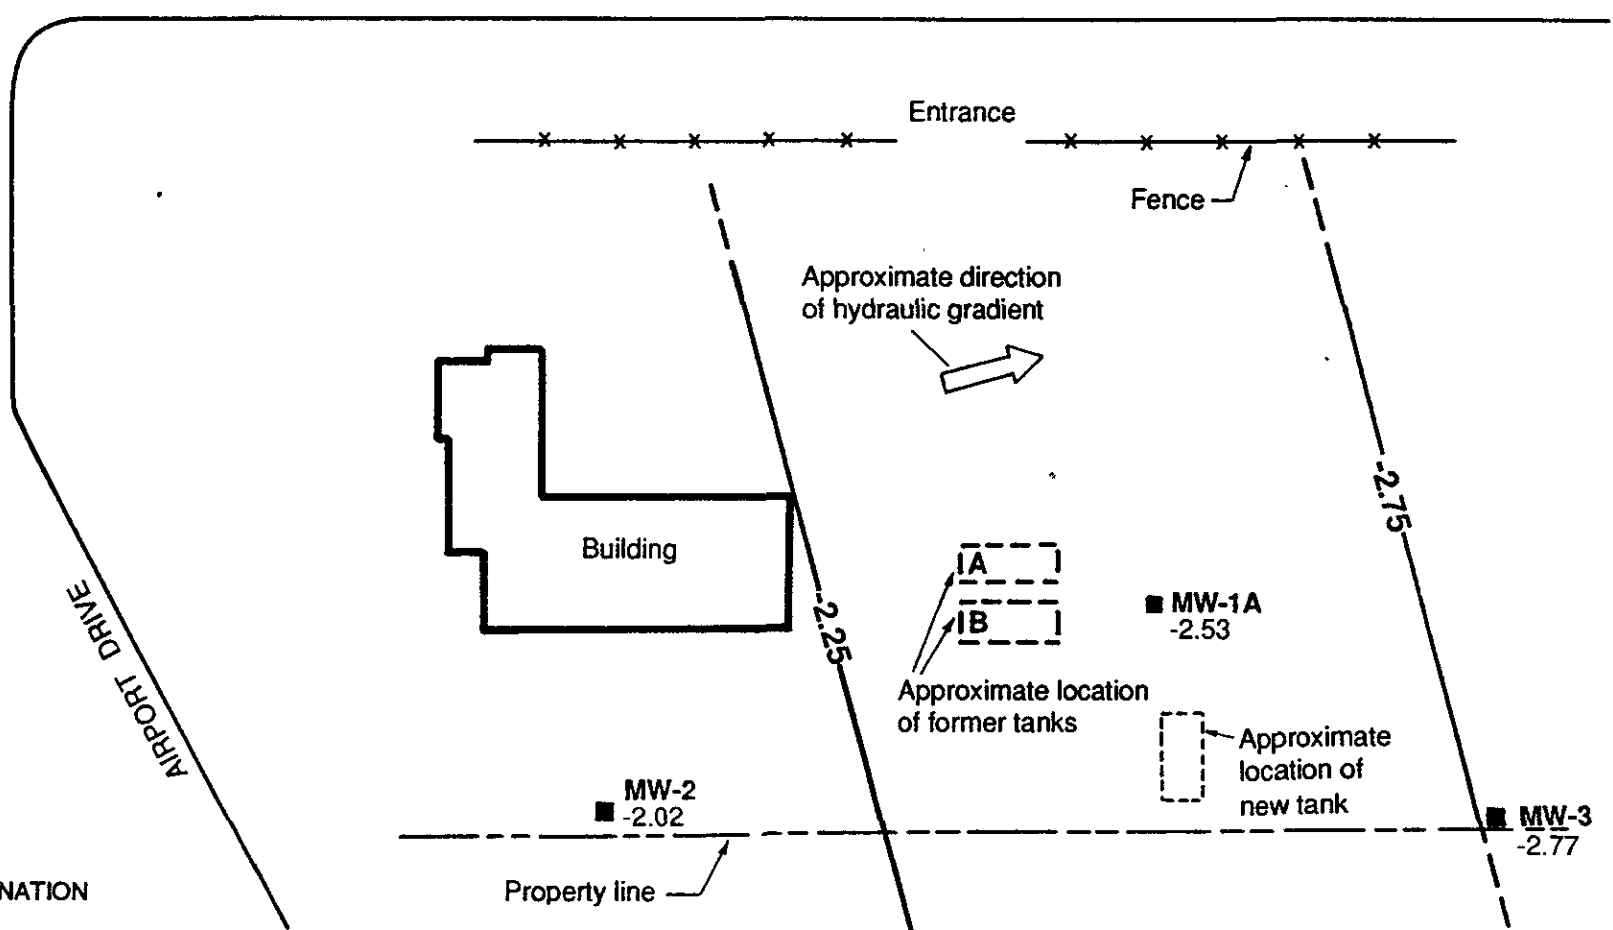 Entrance
Fence
Approximate direction
of hydraulic gradient
-2.75
Building
A
B
MW-1A
-2.53
-2.25
AIRPORT DRIVE
Approximate location
of former tanks
Approximate
location of
new tank
MW-2
-2.02
MW-3
-2.77
Property line
NATION